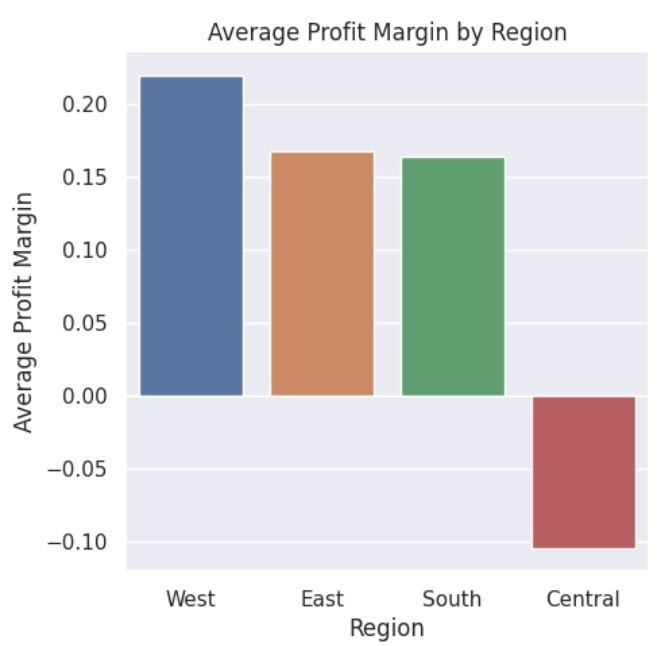 Average Profit Margin by Region
Average Profit Margin
0.20
0.15
0.10
0.05
0.00
−0.05
−0.10
West East South Central
Region